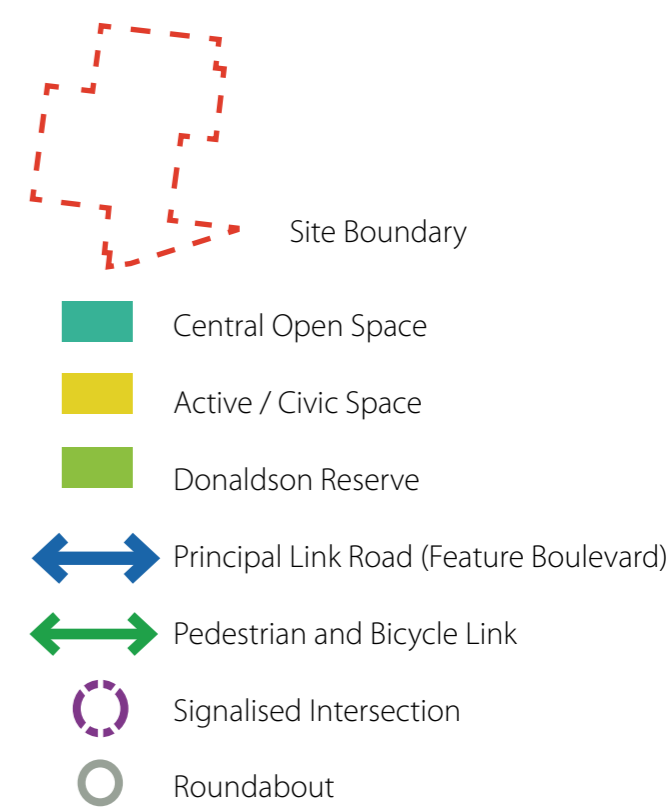 Site Boundary
Central Open Space
Active / Civic Space
Donaldson Reserve
Principal Link Road (Feature Boulevard)
Pedestrian and Bicycle Link
Signalised Intersection
Roundabout